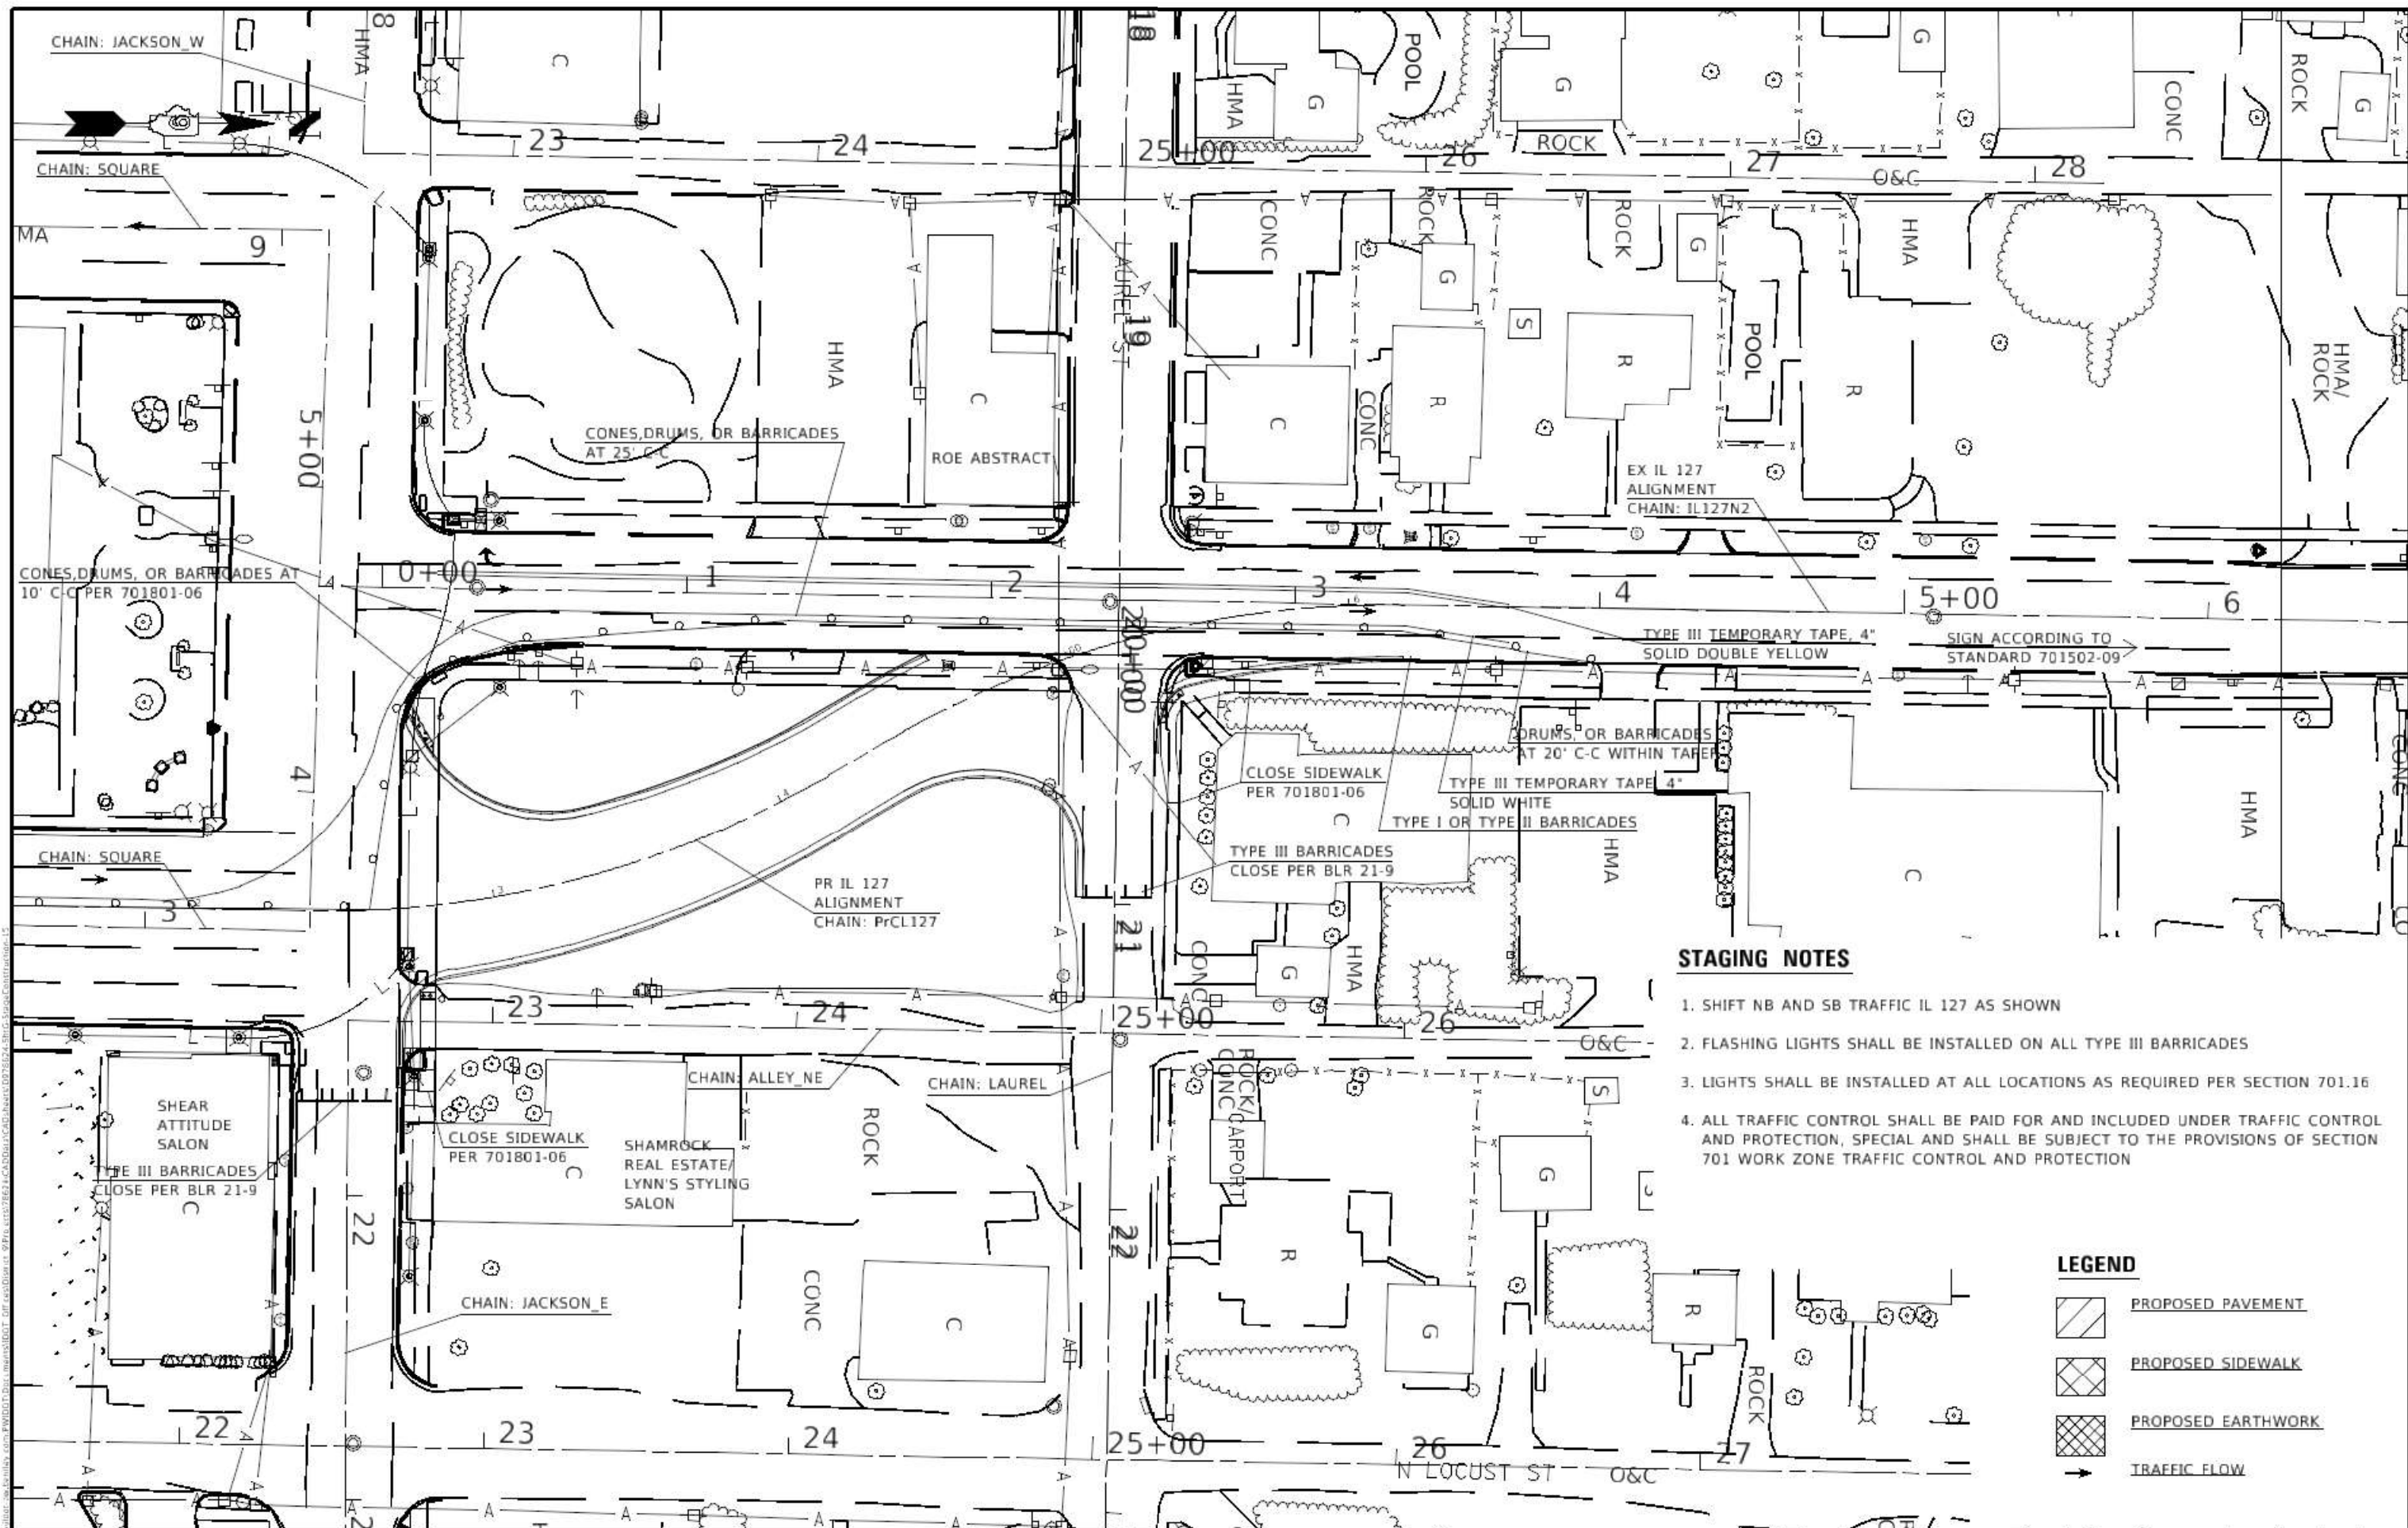 CHAIN: JACKSON_W
8
HMA
C
18
HMA
G
POOL
G
G
CONC
ROCK
G
CHAIN: SQUARE
23
24
25+00
26
ROCK
27
O&C
28
MA
9
5+00
4
HMA
C
ROE ABSTRACT
LAUREL ST
19
CONC
ROCK
G
S
ROCK
G
HMA
POOL
R
R
R
C
CONC
HMA/
ROCK
CONES,DRUMS, OR BARRICADES
AT 25' C-C
EX IL 127
ALIGNMENT
CHAIN: IL127N2
CONES,DRUMS, OR BARRICADES AT
10' C-C PER 701801-06
0+00
1
2
3
4
5+00
6
20+00
TYPE III TEMPORARY TAPE, 4"
SOLID DOUBLE YELLOW
SIGN ACCORDING TO
STANDARD 701502-09
DRUMS, OR BARRICADES
AT 20' C-C WITHIN TAPER
CLOSE SIDEWALK
PER 701801-06
TYPE III TEMPORARY TAPE, 4"
SOLID WHITE
TYPE I OR TYPE II BARRICADES
C
HMA
C
HMA
CONC
TYPE III BARRICADES
CLOSE PER BLR 21-9
CHAIN: SQUARE
3
PR IL 127
ALIGNMENT
CHAIN: PrCL127
21
CONC
G
HMA
23
24
25+00
26
O&C
CHAIN: ALLEY_NE
CHAIN: LAUREL
ROCK/
CONC
CARPORT
S
G
SHEAR
ATTITUDE
SALON
TYPE III BARRICADES
CLOSE PER BLR 21-9
C
CLOSE SIDEWALK
PER 701801-06
SHAMROCK
REAL ESTATE/
LYNN'S STYLING
SALON
C
ROCK
22
22
R
CHAIN: JACKSON_E
CONC
C
G
R
ROCK
22
23
24
25+00
26
27
N LOCUST ST
O&C
STAGING NOTES
1. SHIFT NB AND SB TRAFFIC IL 127 AS SHOWN
2. FLASHING LIGHTS SHALL BE INSTALLED ON ALL TYPE III BARRICADES
3. LIGHTS SHALL BE INSTALLED AT ALL LOCATIONS AS REQUIRED PER SECTION 701.16
4. ALL TRAFFIC CONTROL SHALL BE PAID FOR AND INCLUDED UNDER TRAFFIC CONTROL
AND PROTECTION, SPECIAL AND SHALL BE SUBJECT TO THE PROVISIONS OF SECTION
701 WORK ZONE TRAFFIC CONTROL AND PROTECTION
LEGEND
PROPOSED PAVEMENT
PROPOSED SIDEWALK
PROPOSED EARTHWORK
TRAFFIC FLOW